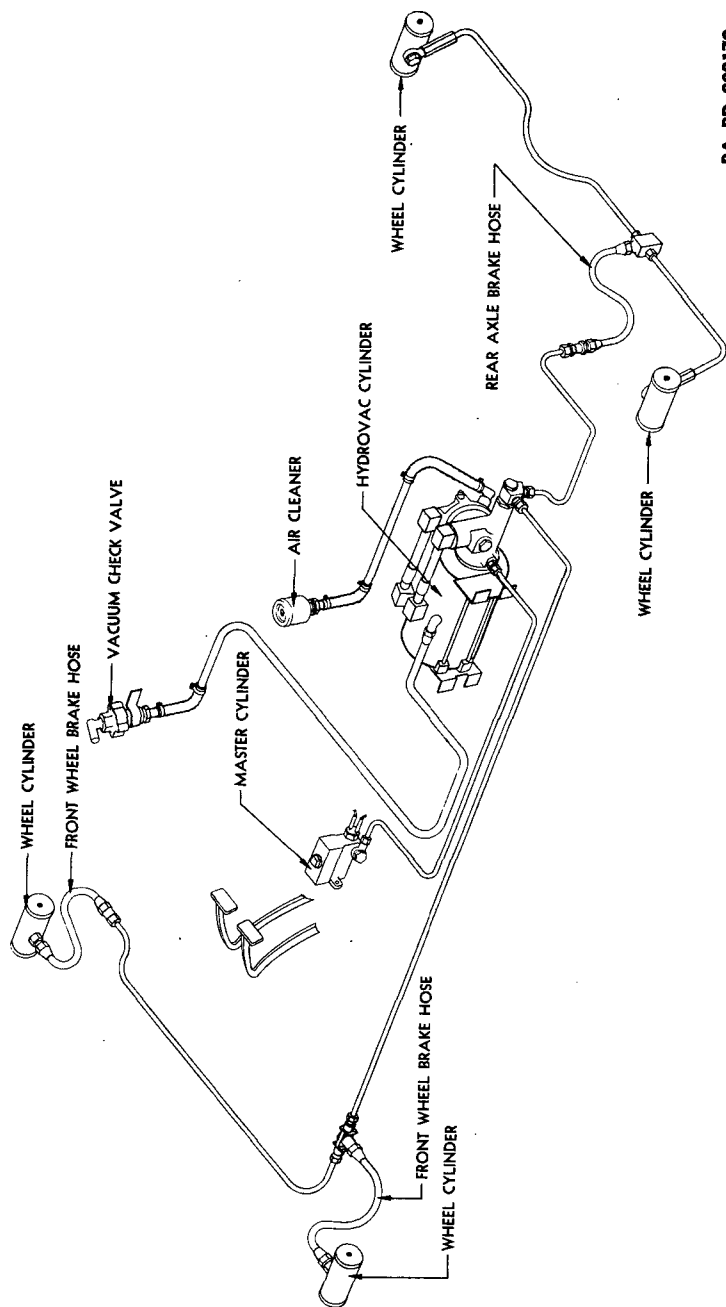 WHEEL CYLINDER
FRONT WHEEL BRAKE HOSE
VACUUM CHECK VALVE
AIR CLEANER
HYDROVAC CYLINDER
MASTER CYLINDER
WHEEL CYLINDER
REAR AXLE BRAKE HOSE
WHEEL CYLINDER
FRONT WHEEL BRAKE HOSE
WHEEL CYLINDER